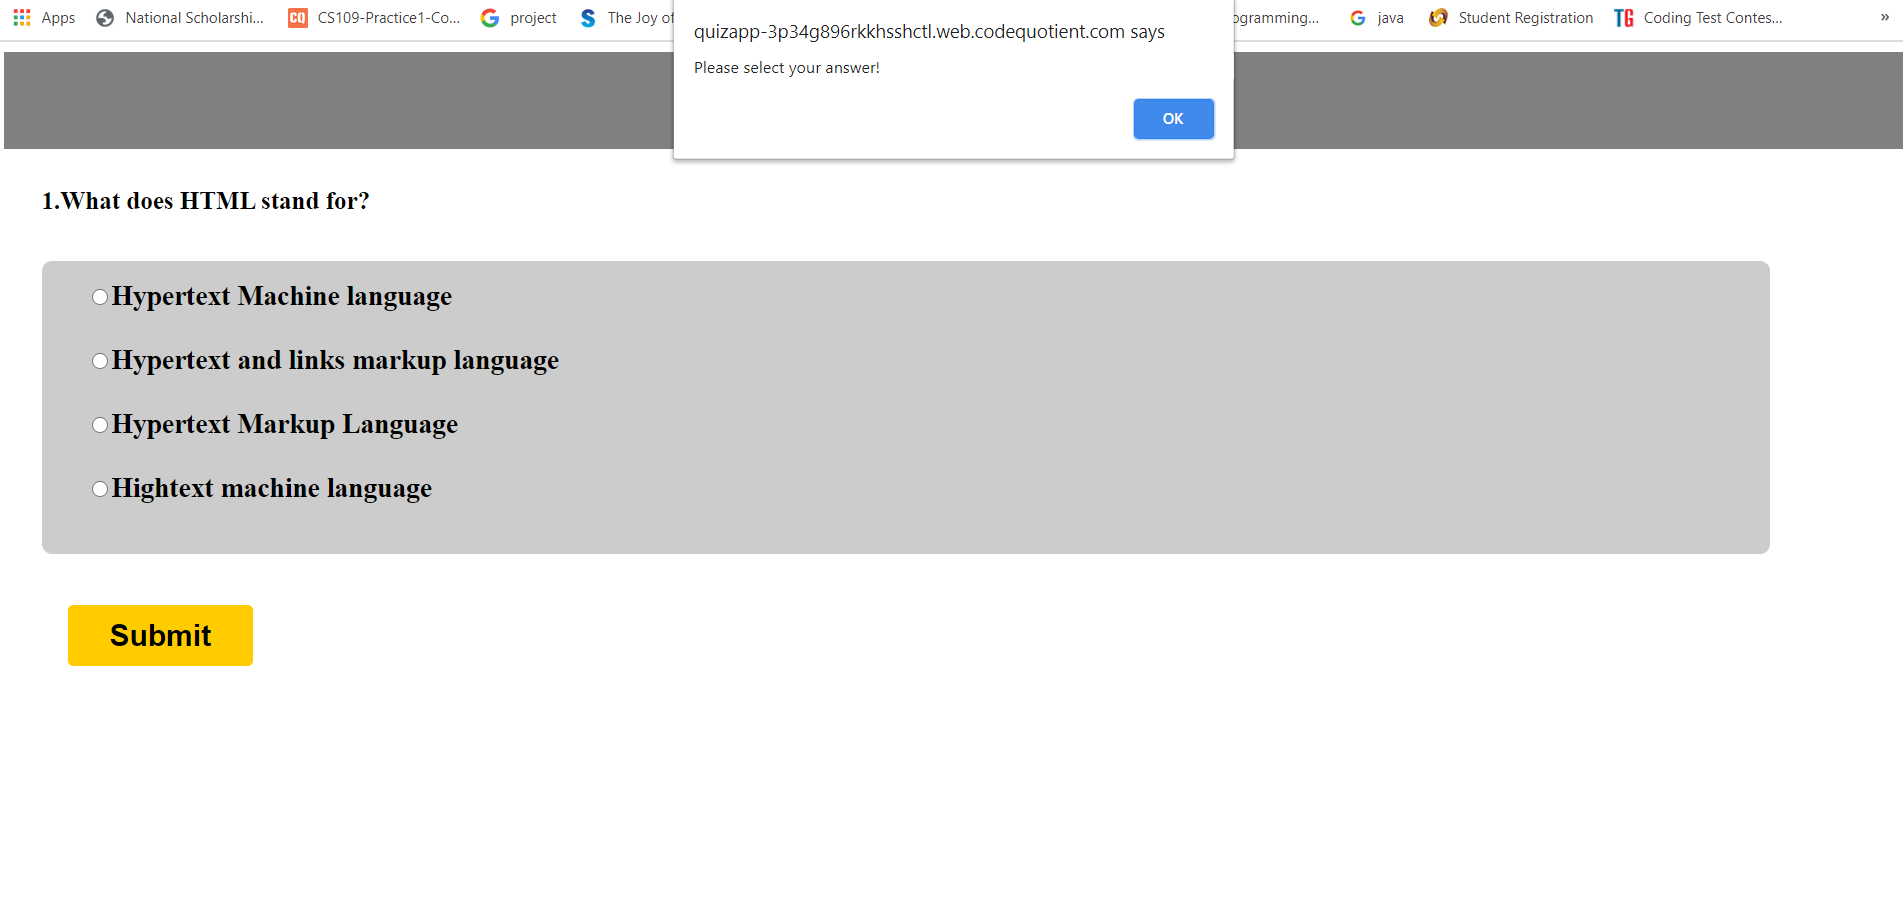 Apps National Scholarshi... CQ CS109-Practice1-Co... project S The Joy of ogramming... java Student Registration TG Coding Test Contes... »
quizapp-3p34g896rkkhsshctl.web.codequotient.com says
Please select your answer!
OK
1.What does HTML stand for?
Hypertext Machine language
Hypertext and links markup language
Hypertext Markup Language
Hightext machine language
Submit